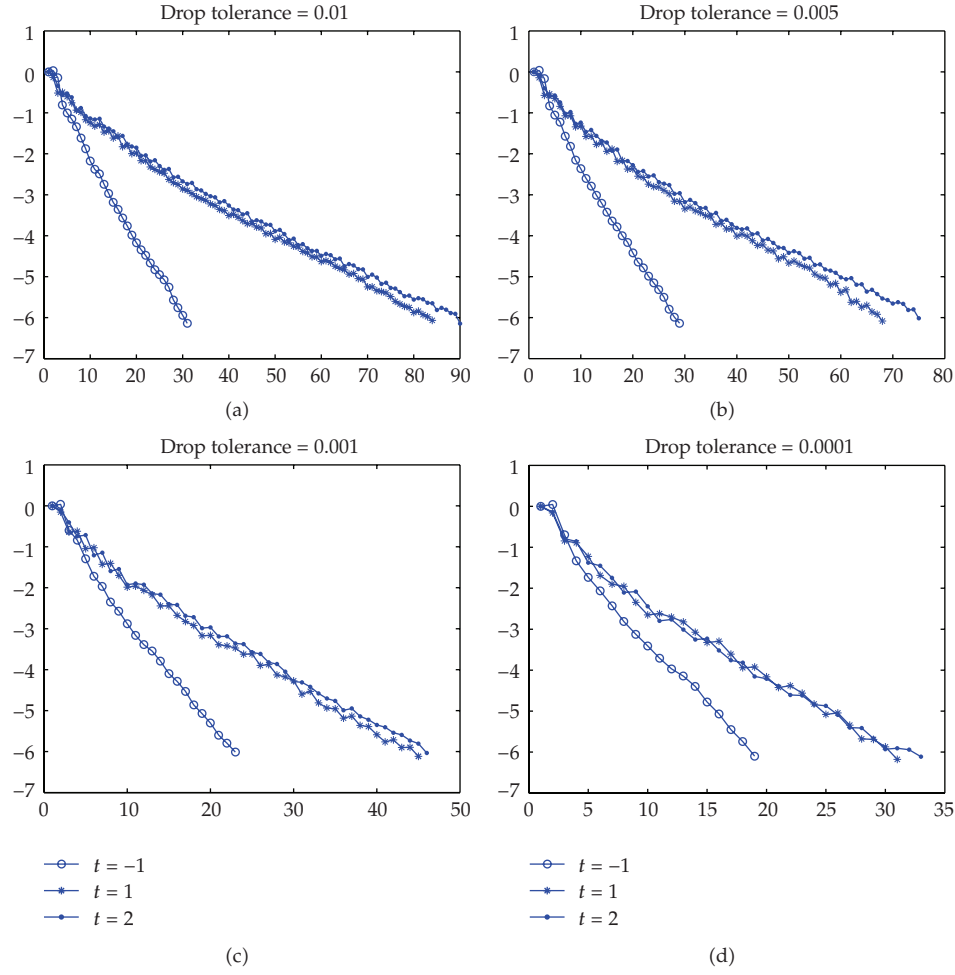 Drop tolerance = 0.01
1
0
−1
−2
−3
−4
−5
−6
−7
0 10 20 30 40 50 60 70 80 90
(a)
Drop tolerance = 0.005
1
0
−1
−2
−3
−4
−5
−6
−7
0 10 20 30 40 50 60 70 80
(b)
Drop tolerance = 0.001
1
0
−1
−2
−3
−4
−5
−6
−7
0 10 20 30 40 50
t = −1
t = 1
t = 2
(c)
Drop tolerance = 0.0001
1
0
−1
−2
−3
−4
−5
−6
−7
0 5 10 15 20 25 30 35
t = −1
t = 1
t = 2
(d)